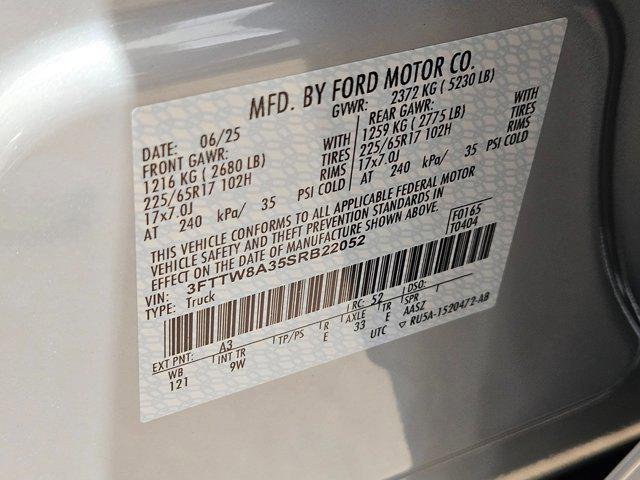 MFD. BY FORD MOTOR CO.
DATE: 06/25 GVWR: 2372 KG ( 5230 LB)
FRONT GAWR: WITH REAR GAWR: WITH
1216 KG ( 2680 LB) TIRES 1259 KG ( 2775 LB) TIRES
225/65R17 102H RIMS 225/65R17 102H RIMS
17x7.0J 17x7.0J
AT 240 kPa/ 35 PSI COLD AT 240 kPa/ 35 PSI COLD
THIS VEHICLE CONFORMS TO ALL APPLICABLE FEDERAL MOTOR
VEHICLE SAFETY AND THEFT PREVENTION STANDARDS IN
EFFECT ON THE DATE OF MANUFACTURE SHOWN ABOVE.
VIN: 3FTTW8A35SRB22052 F0165
TYPE: Truck T0404
EXT PNT: A3 RC: 52 DSO:
WB INT TR TP/PS R AXLE TR SPR
121 9W E 33 E AASZ
UTC ▽ RU5A-1520472-AB